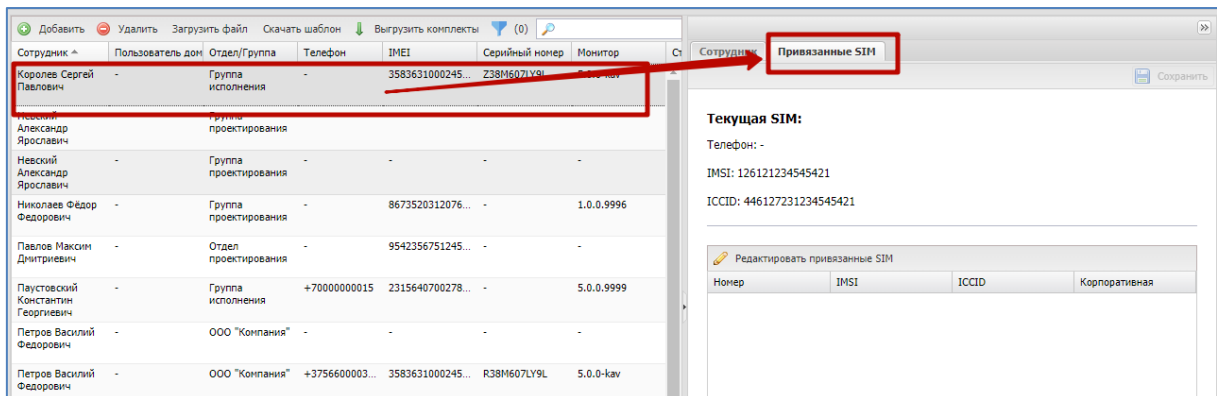 Добавить Удалить Загрузить файл Скачать шаблон Выгрузить комплекты (0)
Сотрудник Пользователь дом Отдел/Группа Телефон IMEI Серийный номер Монитор Ст
Королев Сергей - Группа - 3583631000245... Z38M607LY9L 5.0.0-kav
Павлович исполнения
Невский Группа
Александр проектирования
Ярославич
Невский - Группа - - - -
Александр проектирования
Ярославич
Николаев Фёдор - Группа - 8673520312076... - 1.0.0.9996
Федорович проектирования
Павлов Максим - Отдел - 9542356751245... - -
Дмитриевич проектирования
Паустовский - Группа +70000000015 2315640700278... - 5.0.0.9999
Константин исполнения
Георгиевич
Петров Василий - ООО "Компания" - - - -
Федорович
Петров Василий - ООО "Компания" +3756600003... 3583631000245... R38M607LY9L 5.0.0-kav
Федорович
Сотрудник Привязанные SIM
Сохранить
Текущая SIM:
Телефон: -
IMSI: 126121234545421
ICCID: 446127231234545421
Редактировать привязанные SIM
Номер IMSI ICCID Корпоративная